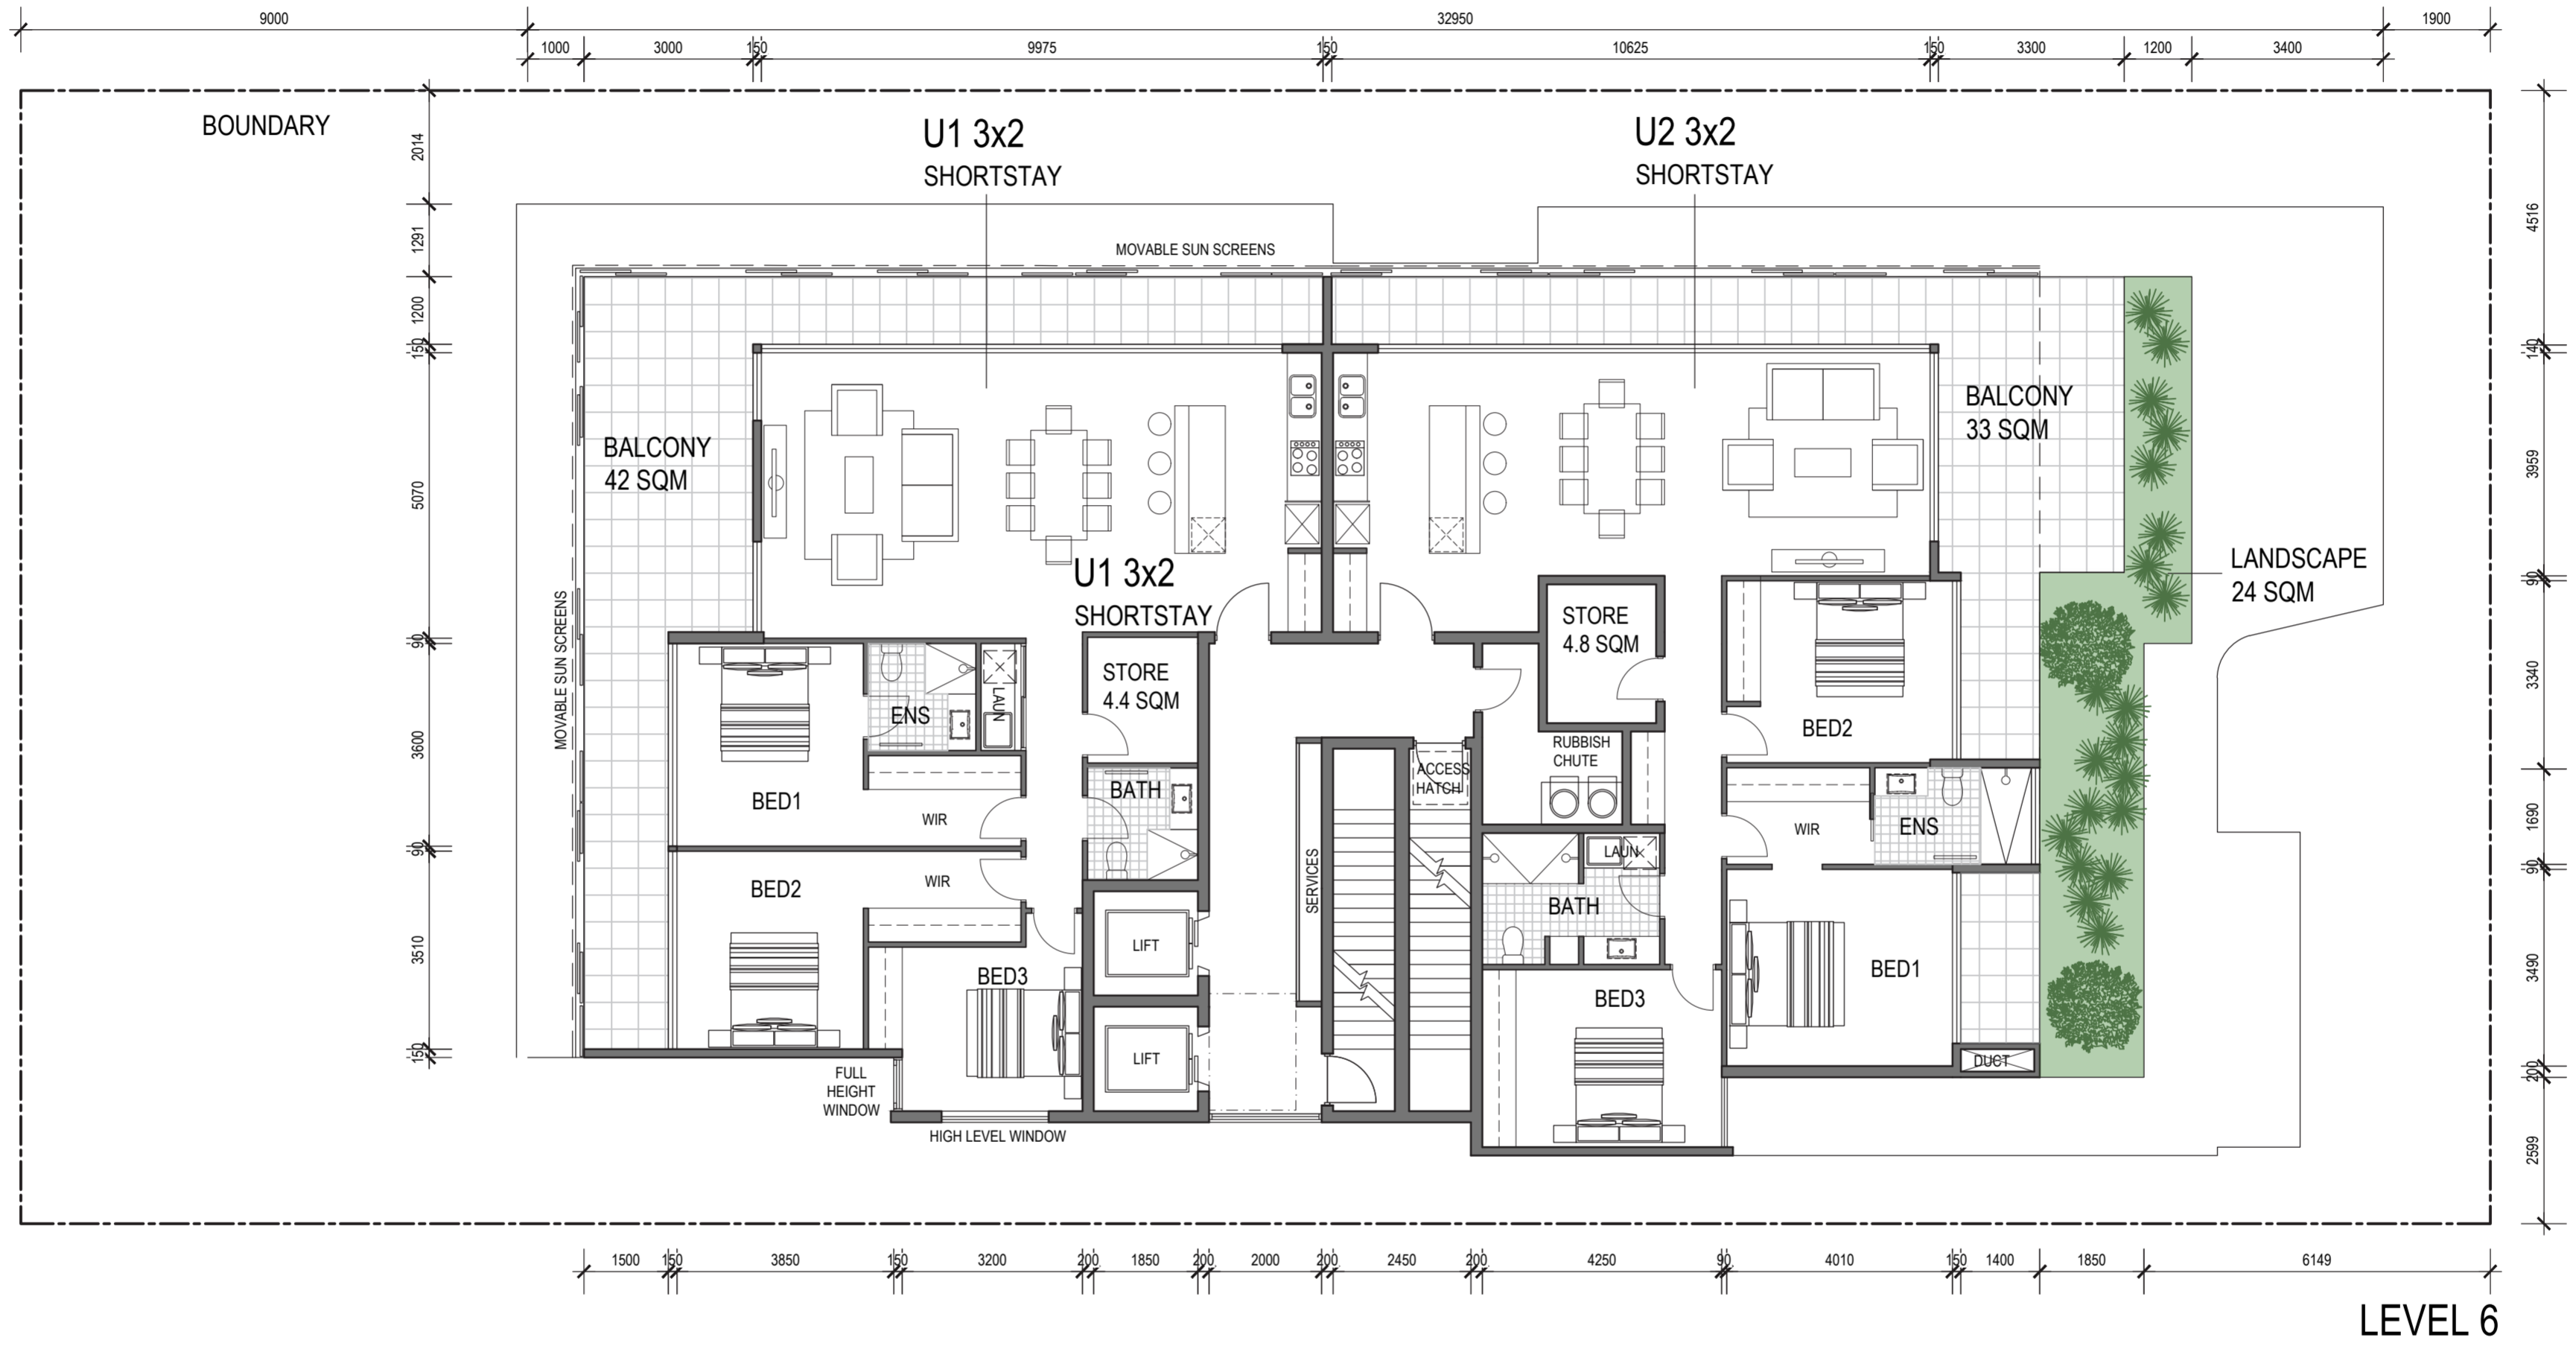 9000
32950
1900
1000
3000
150
9975
150
10625
150
3300
1200
3400
BOUNDARY
U1 3x2
SHORTSTAY
U2 3x2
SHORTSTAY
2014
1291
1200
150
5070
90
3600
90
3510
150
4516
140
3959
90
3340
1690
90
3490
200
2599
MOVABLE SUN SCREENS
MOVABLE SUN SCREENS
BALCONY
42 SQM
BALCONY
33 SQM
U1 3x2
SHORTSTAY
LANDSCAPE
24 SQM
STORE
4.4 SQM
STORE
4.8 SQM
ENS
LAUN
BED1
WIR
BATH
BED2
WIR
BED3
LIFT
LIFT
SERVICES
ACCESS
HATCH
RUBBISH
CHUTE
BED2
WIR
ENS
LAUN
BATH
BED3
BED1
DUCT
FULL
HEIGHT
WINDOW
HIGH LEVEL WINDOW
1500
150
3850
150
3200
200
1850
200
2000
200
2450
200
4250
90
4010
150
1400
1850
6149
LEVEL 6